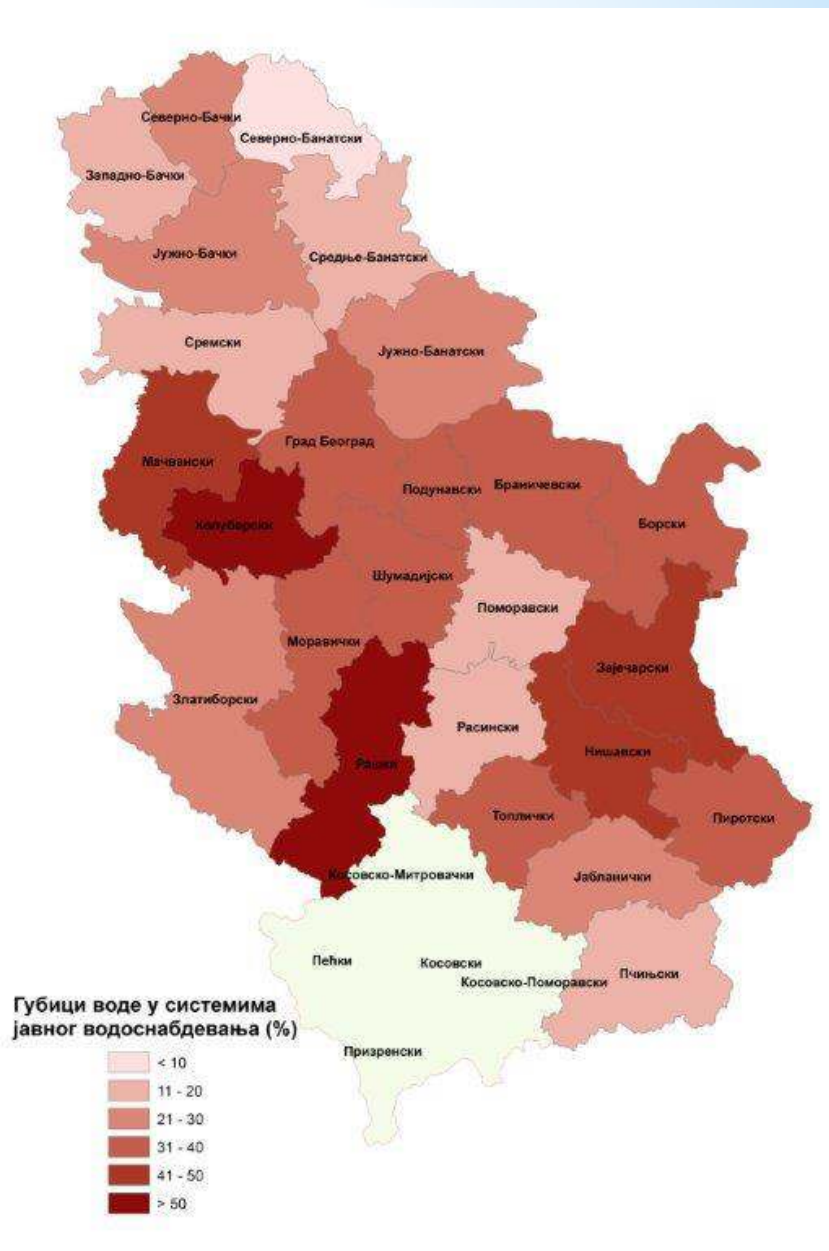 Северно-Бачки
Северно-Банатски
Западно-Бачки
Јужно-Бачки
Средње-Банатски
Сремски
Јужно-Банатски
Град Београд
Мачвански
Подунавски
Браничевски
Колубарски
Борски
Шумадијски
Поморавски
Моравички
Зајечарски
Златиборски
Расински
Нишавски
Рашки
Топлички
Пиротски
Косовско-Митровачки
Јабланички
Пећки
Косовски
Косовско-Поморавски
Пчињски
Призренски
Губици воде у системима
јавног водоснабдевања (%)
< 10
11 - 20
21 - 30
31 - 40
41 - 50
> 50